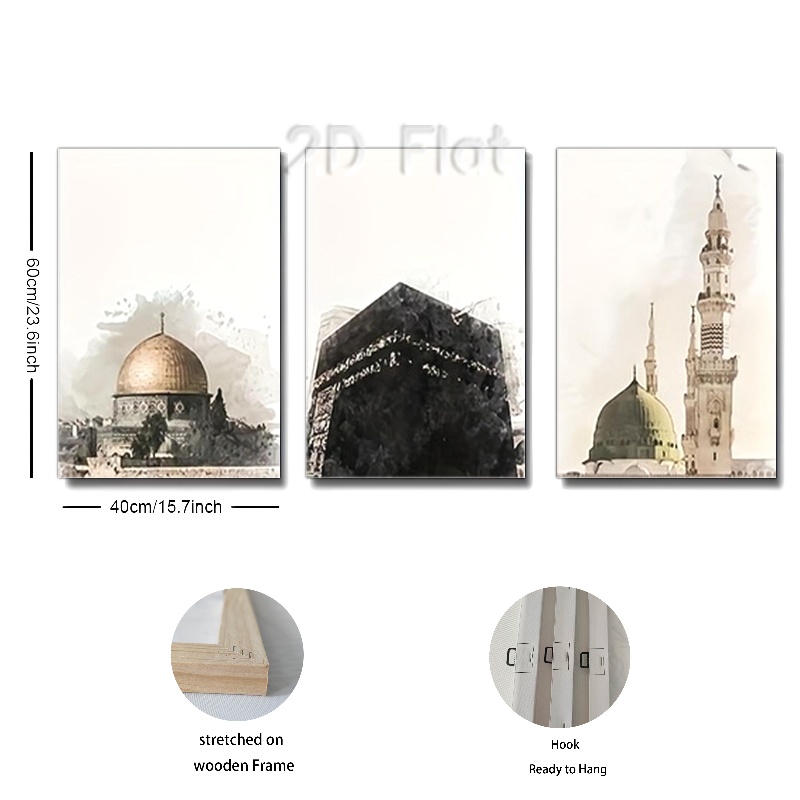 2D Flat
60cm/23.6inch
40cm/15.7inch
stretched on
wooden Frame
Hook
Ready to Hang